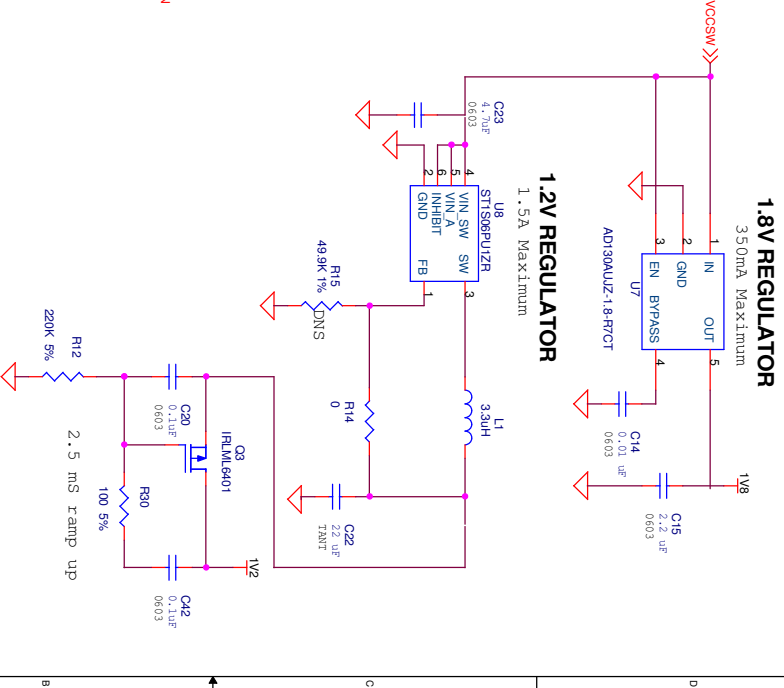 VCCSW
1.8V REGULATOR
350mA Maximum
1
2
3
IN
GND
EN
OUT
BYPASS
5
4
U7
AD130AUJZ-1.8-R7CT
C14
0.01 uF
0603
C15
2.2 uF
0603
1V8
1.2V REGULATOR
1.5A Maximum
C23
4.7uF
0603
U8
ST1S06PU1ZR
4
5
6
2
VIN_SW
VIN_A
INHIBIT
GND
SW
FB
3
1
L1
3.3uH
R15
49.9K 1%
DNS
R14
0
C22
22 uF
TANT
R12
220K 5%
C20
0.1uF
0603
Q3
IRLML6401
R30
100 5%
C42
0.1uF
0603
1V2
2.5 mS ramp up
D
C
B